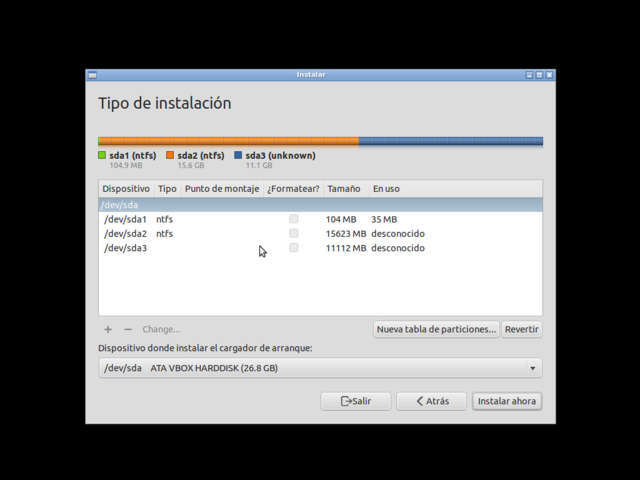 Instalar
Tipo de instalación
sda1 (ntfs) sda2 (ntfs) sda3 (unknown)
104.9 MB 15.6 GB 11.1 GB
Dispositivo Tipo Punto de montaje ¿Formatear? Tamaño En uso
/dev/sda
/dev/sda1 ntfs 104 MB 35 MB
/dev/sda2 ntfs 15623 MB desconocido
/dev/sda3 11112 MB desconocido
+ − Change... Nueva tabla de particiones... Revertir
Dispositivo donde instalar el cargador de arranque:
/dev/sda ATA VBOX HARDDISK (26.8 GB)
Salir Atrás Instalar ahora